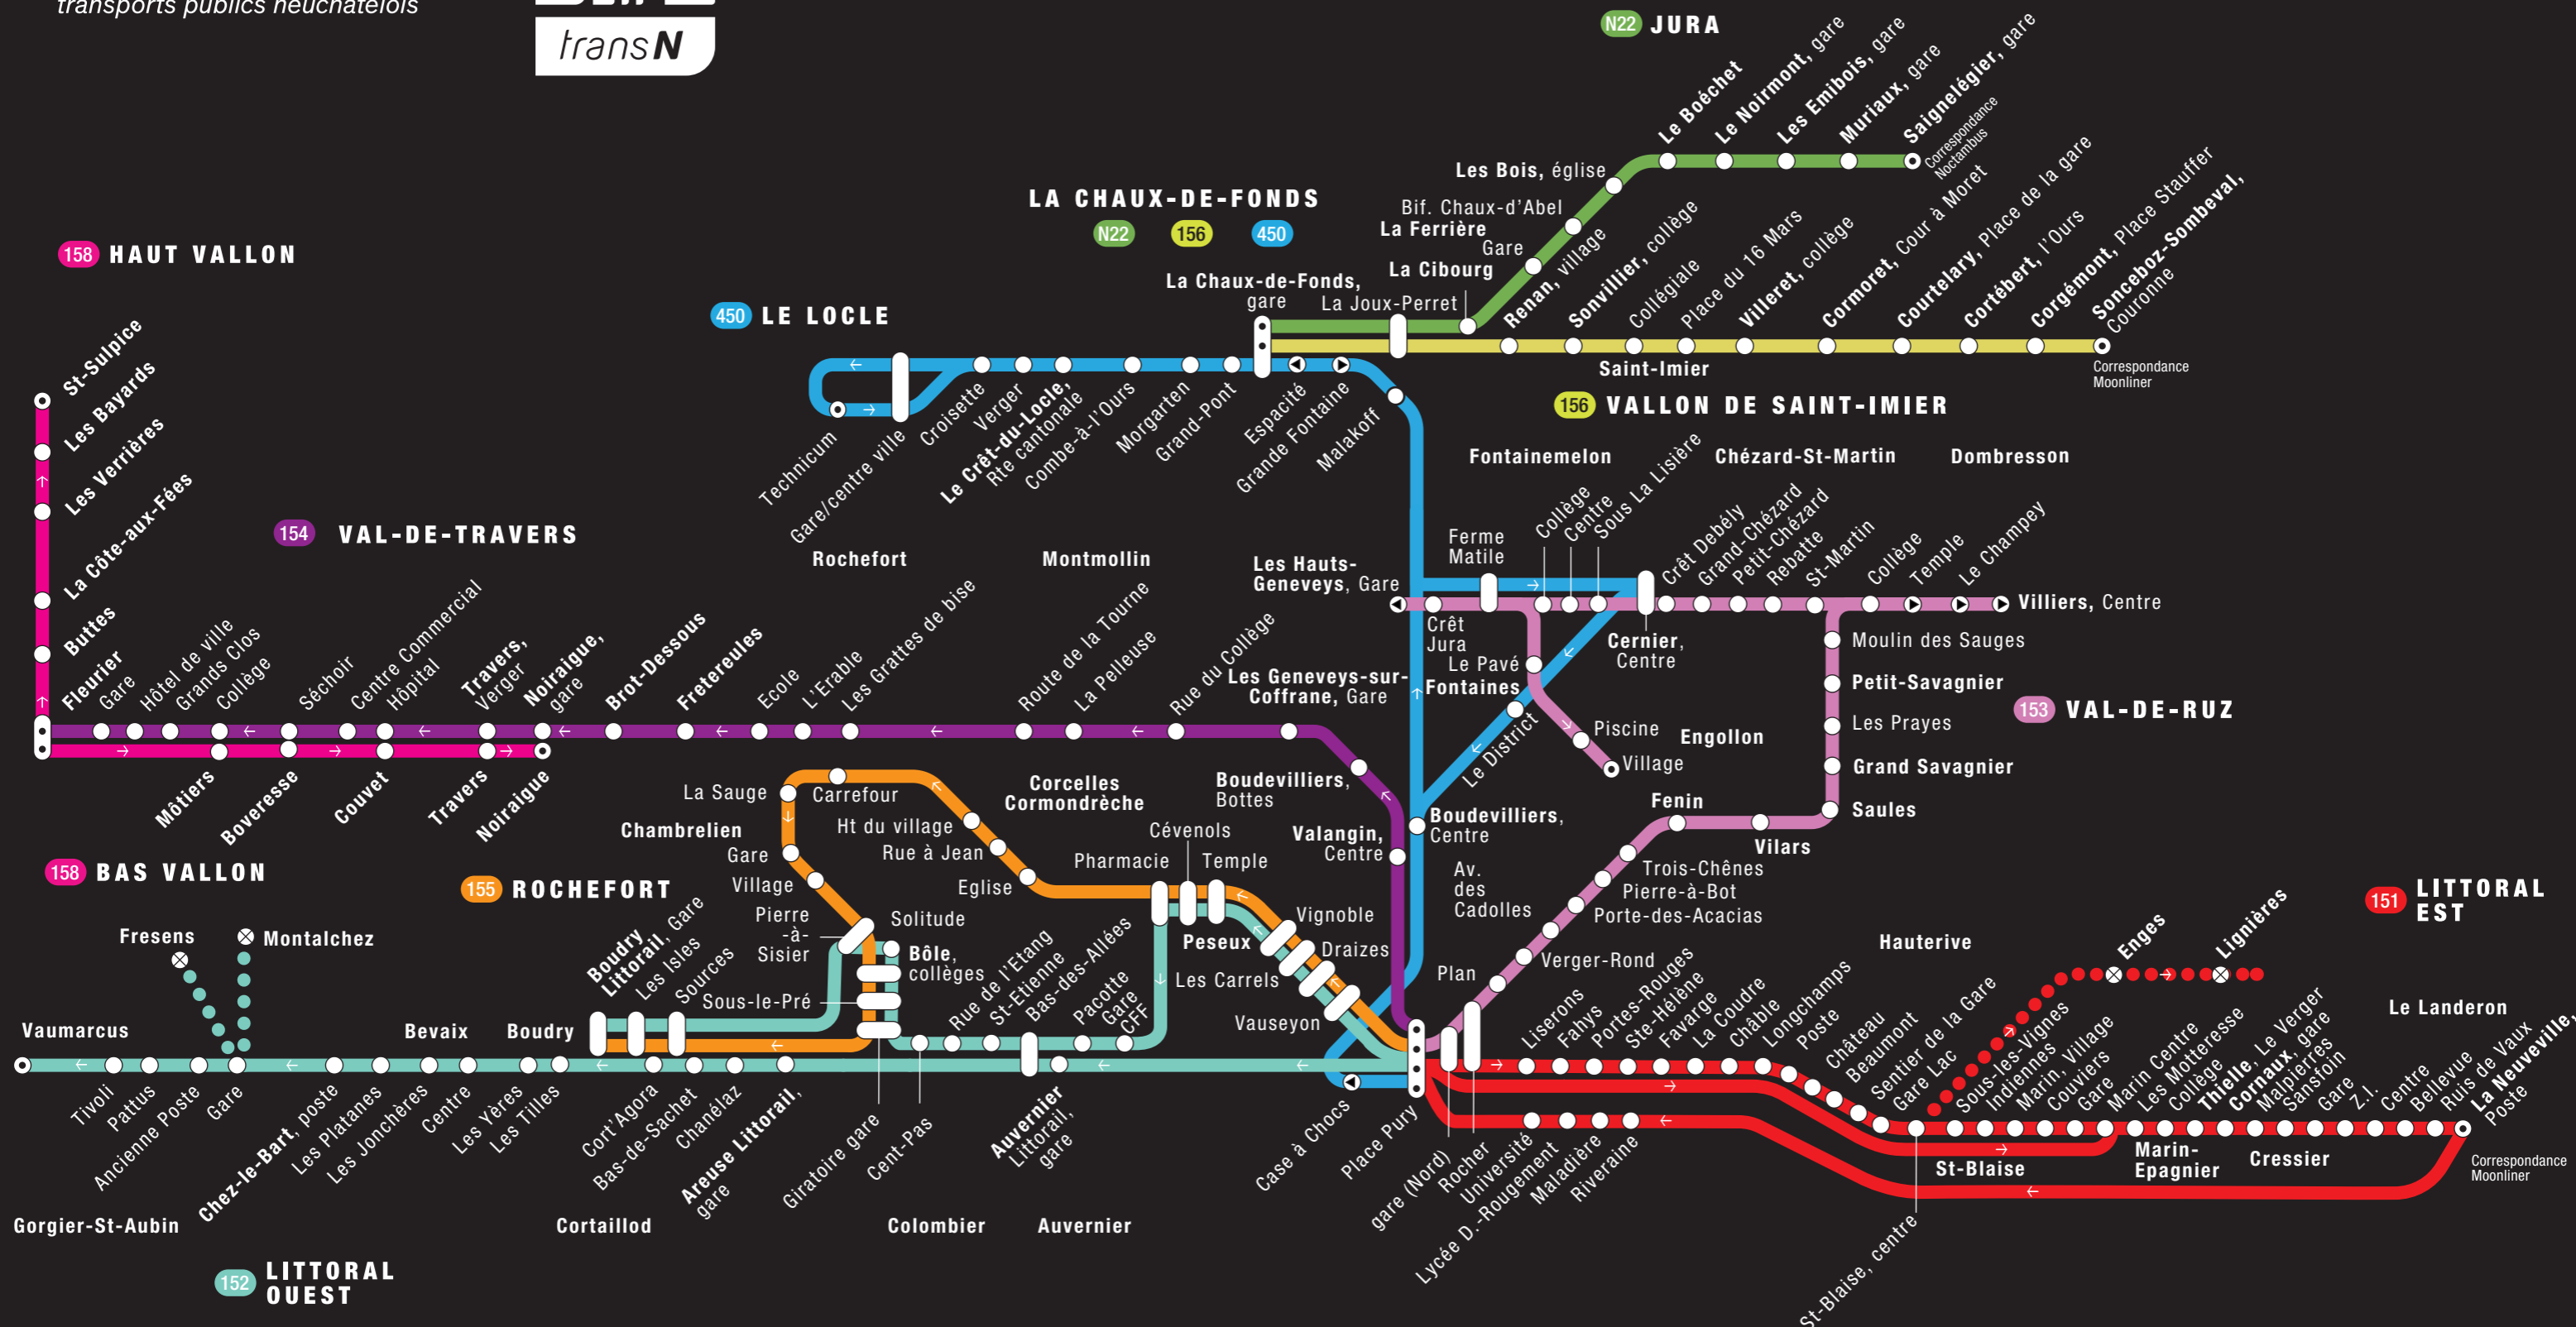 transports publics neuchâtelois
transN
N22 JURA
Le Boéchet
Le Noirmont, gare
Les Emibois, gare
Muriaux, gare
Saignelégier, gare
Correspondance
Noctambus
Les Bois, église
Bif. Chaux-d'Abel
La Ferrière
Gare
La Cibourg
La Joux-Perret
LA CHAUX-DE-FONDS
N22
156
450
La Chaux-de-Fonds,
gare
Renan, village
Sonvillier, collège
Collégiale
Place du 16 Mars
Villeret, collège
Cormoret, Cour à Moret
Courtelary, Place de la gare
Cortébert, l'Ours
Corgémont, Place Stauffer
Sonceboz-Sombeval,
Couronne
Correspondance
Moonliner
Saint-Imier
156 VALLON DE SAINT-IMIER
450 LE LOCLE
Technicum
Gare/centre ville
Croisette
Verger
Le Crêt-du-Locle,
Rte cantonale
Combe-à-l'Ours
Morgarten
Grand-Pont
Espacité
Grande Fontaine
Malakoff
158 HAUT VALLON
St-Sulpice
Les Bayards
Les Verrières
La Côte-aux-Fées
Buttes
Fleurier
Gare
Hôtel de ville
Grands Clos
Collège
Séchoir
Centre Commercial
Hôpital
Travers,
Verger
Noiraigue,
gare
Brot-Dessous
Fretereules
Ecole
L'Erable
Les Grattes de bise
Route de la Tourne
La Pelleuse
Rue du Collège
Les Geneveys-sur-
Coffrane, Gare
154 VAL-DE-TRAVERS
Rochefort
Montmollin
Môtiers
Boveresse
Couvet
Travers
Noiraigue
Boudevilliers,
Bottes
Valangin,
Centre
Fontainemelon
Chézard-St-Martin
Dombresson
Les Hauts-
Geneveys, Gare
Ferme
Matile
Collège
Centre
Sous La Lisière
Crêt Debély
Grand-Chézard
Petit-Chézard
Rebatte
St-Martin
Collège
Temple
Le Champey
Villiers, Centre
Crêt
Jura
Le Pavé
Fontaines
Cernier,
Centre
Le District
Piscine
Village
Engollon
Boudevilliers,
Centre
Moulin des Sauges
Petit-Savagnier
Les Prayes
Grand Savagnier
Saules
153 VAL-DE-RUZ
Fenin
Vilars
Trois-Chênes
Pierre-à-Bot
Porte-des-Acacias
Av.
des
Cadolles
Verger-Rond
Plan
158 BAS VALLON
155 ROCHEFORT
La Sauge
Carrefour
Ht du village
Rue à Jean
Eglise
Corcelles
Cormondrèche
Pharmacie
Cévenols
Temple
Peseux
Vignoble
Draizes
Les Carrels
Vauseyon
Chambrelien
Gare
Village
Pierre
-à-
Sisier
Solitude
Bôle,
collèges
Sous-le-Pré
Boudry
Littorail, Gare
Les Isles
Sources
Rue de l'Etang
St-Etienne
Bas-des-Allées
Pacotte
Gare
CFF
Fresens
Montalchez
Vaumarcus
Bevaix
Boudry
Tivoli
Pattus
Ancienne Poste
Gare
Chez-le-Bart, poste
Les Platanes
Les Jonchères
Centre
Les Yères
Les Tilles
Cort'Agora
Bas-de-Sachet
Chanélaz
Areuse Littorail,
gare
Giratoire gare
Cent-Pas
Auvernier
Littorail,
gare
Case à Chocs
Place Pury
gare (Nord)
Rocher
Université
Lycée D.-Rougement
Maladière
Riveraine
Gorgier-St-Aubin
Cortaillod
Colombier
Auvernier
152 LITTORAL
OUEST
151 LITTORAL
EST
Hauterive
Enges
Lignières
Le Landeron
Liserons
Fahys
Portes-Rouges
Ste-Hélène
Favarge
La Coudre
Châble
Longchamps
Poste
Château
Beaumont
Sentier de la Gare
Gare Lac
Sous-les-Vignes
Indiennes
Marin, Village
Couviers
Gare
Marin Centre
Les Motteresse
Collège
Thielle, Le Verger
Cornaux, gare
Malpierres
Sansfoin
Gare
Z.I.
Centre
Bellevue
Ruis de Vaux
La Neuveville,
Poste
Correspondance
Moonliner
St-Blaise
Marin-
Epagnier
Cressier
St-Blaise, centre